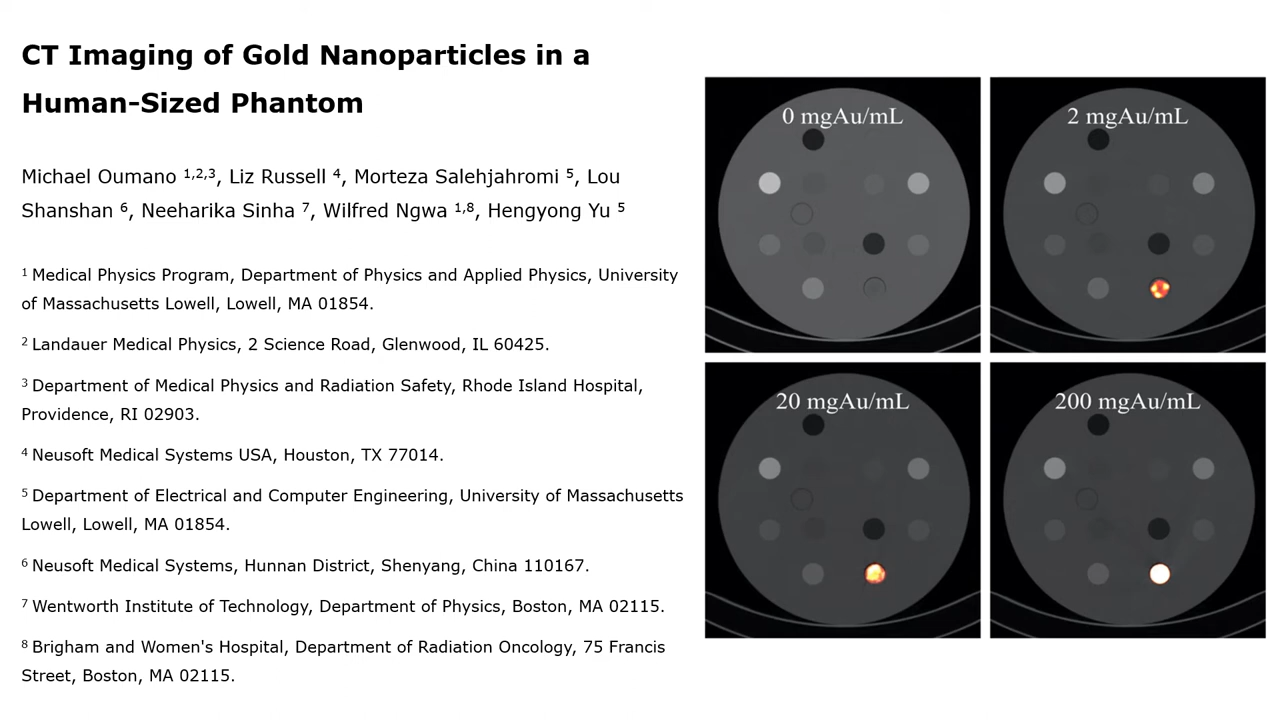 CT Imaging of Gold Nanoparticles in a
Human-Sized Phantom
Michael Oumano 1,2,3, Liz Russell 4, Morteza Salehjahromi 5, Lou
Shanshan 6, Neeharika Sinha 7, Wilfred Ngwa 1,8, Hengyong Yu 5
1 Medical Physics Program, Department of Physics and Applied Physics, University
of Massachusetts Lowell, Lowell, MA 01854.
2 Landauer Medical Physics, 2 Science Road, Glenwood, IL 60425.
3 Department of Medical Physics and Radiation Safety, Rhode Island Hospital,
Providence, RI 02903.
4 Neusoft Medical Systems USA, Houston, TX 77014.
5 Department of Electrical and Computer Engineering, University of Massachusetts
Lowell, Lowell, MA 01854.
6 Neusoft Medical Systems, Hunnan District, Shenyang, China 110167.
7 Wentworth Institute of Technology, Department of Physics, Boston, MA 02115.
8 Brigham and Women's Hospital, Department of Radiation Oncology, 75 Francis
Street, Boston, MA 02115.
0 mgAu/mL
2 mgAu/mL
20 mgAu/mL
200 mgAu/mL